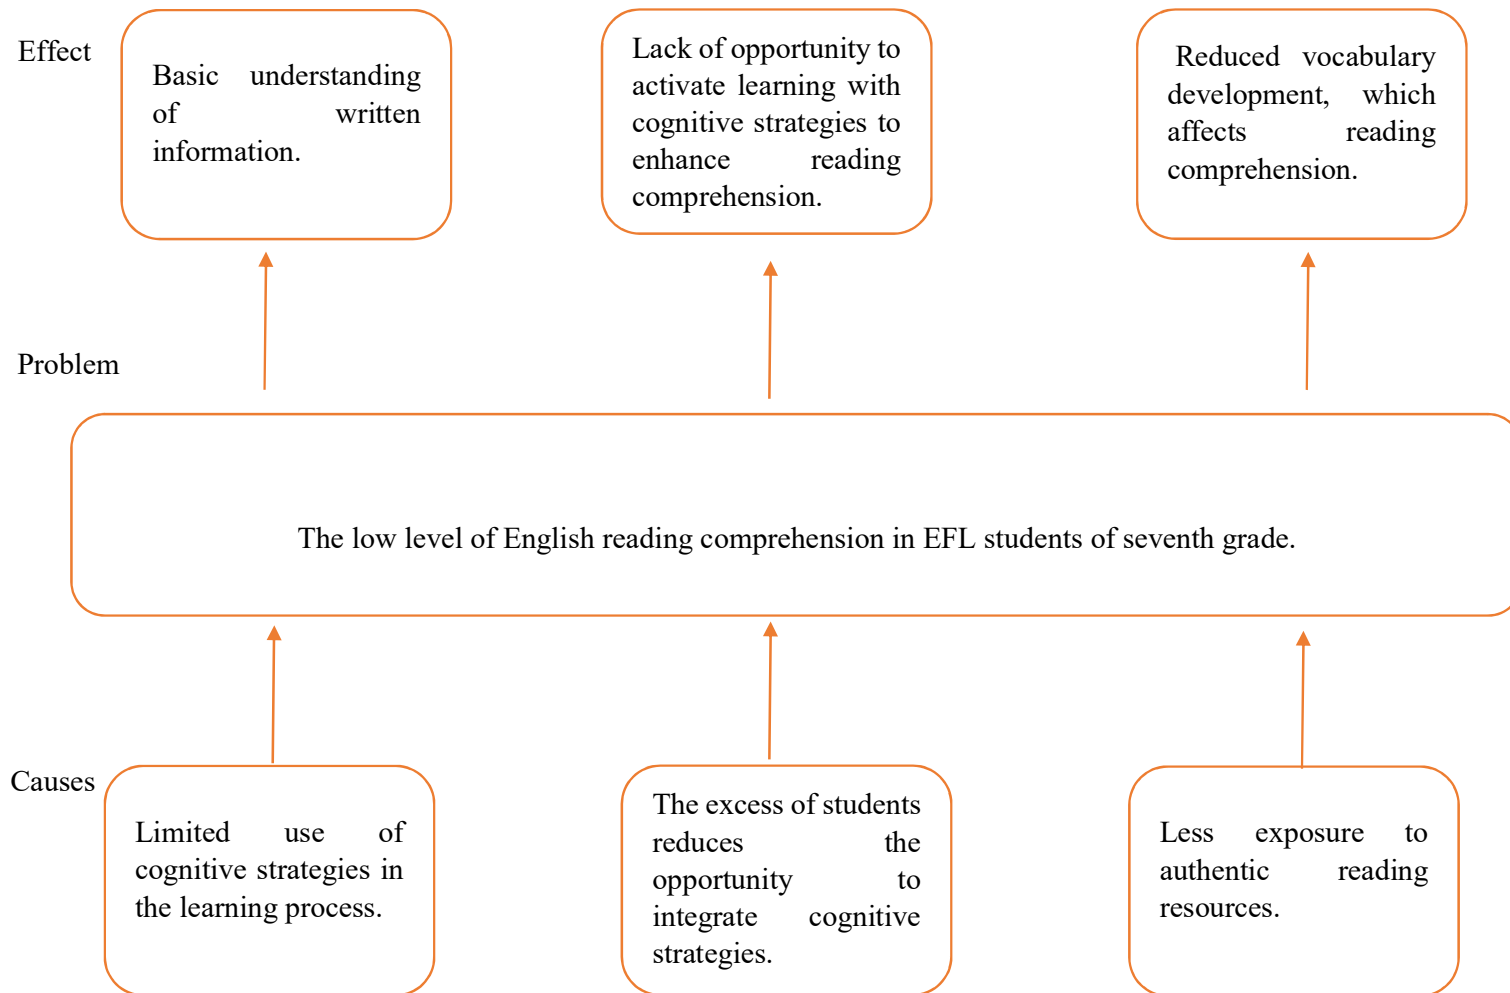 Effect
Basic understanding
of written
information.
Lack of opportunity to
activate learning with
cognitive strategies to
enhance reading
comprehension.
Reduced vocabulary
development, which
affects reading
comprehension.
Problem
The low level of English reading comprehension in EFL students of seventh grade.
Causes
Limited use of
cognitive strategies in
the learning process.
The excess of students
reduces the
opportunity to
integrate cognitive
strategies.
Less exposure to
authentic reading
resources.